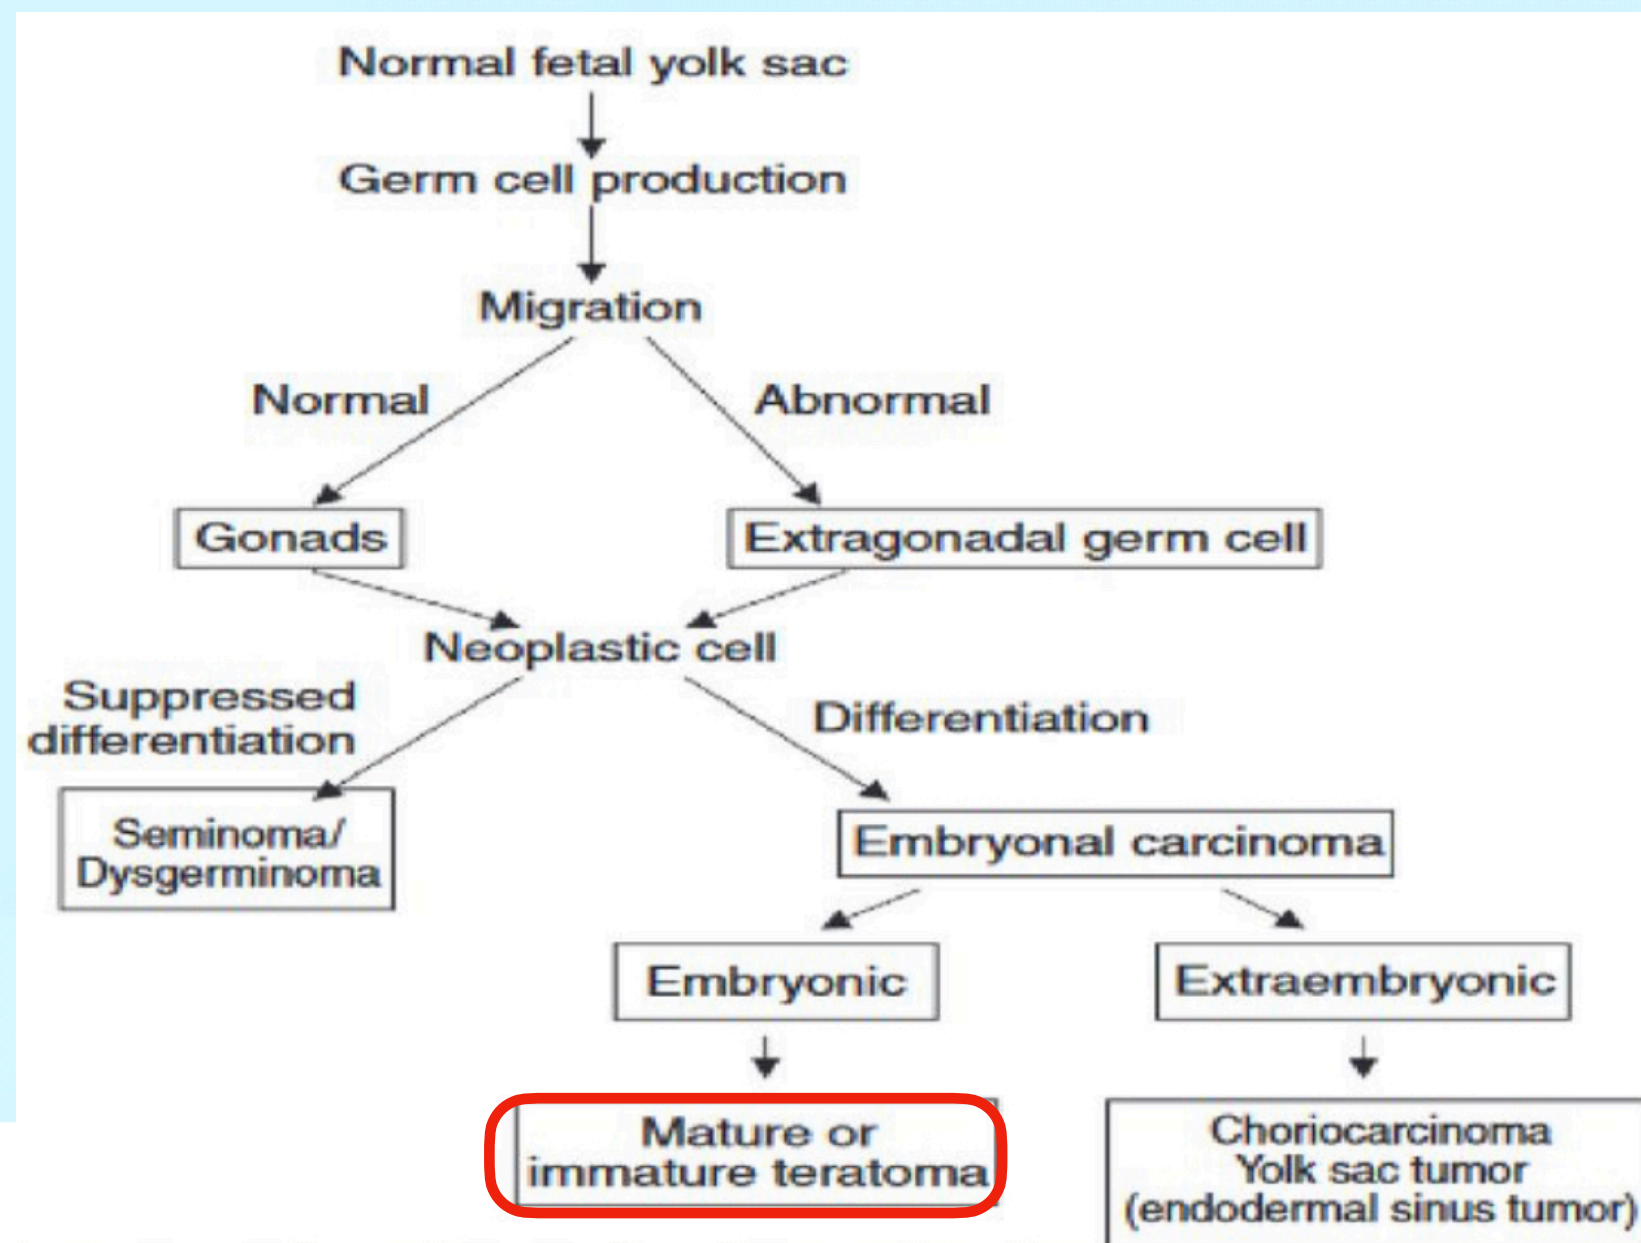 Normal fetal yolk sac
Germ cell production
Migration
Normal
Abnormal
Gonads
Extragonadal germ cell
Neoplastic cell
Suppressed
differentiation
Differentiation
Seminoma/
Dysgerminoma
Embryonal carcinoma
Embryonic
Extraembryonic
Mature or
immature teratoma
Choriocarcinoma
Yolk sac tumor
(endodermal sinus tumor)